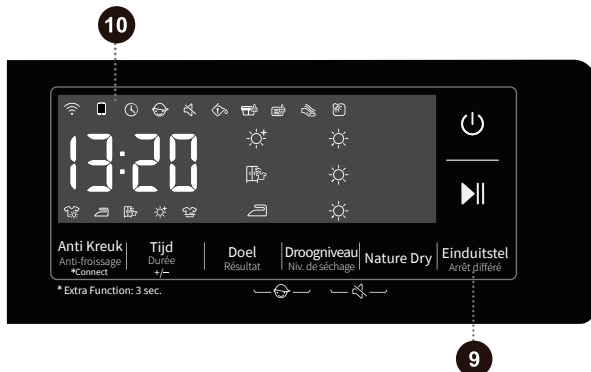 10
13:20
Anti Kreuk
Anti-froissage
*Connect
Tijd
Durée
+/−
Doel
Résultat
Droogniveau
Niv. de séchage
Nature Dry
Einduitstel
Arrêt différé
* Extra Function: 3 sec.
9